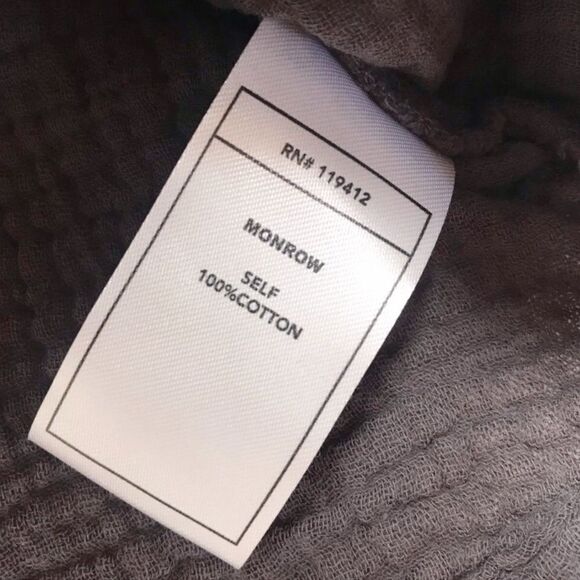 RN# 119412
MONROW
SELF
100%COTTON